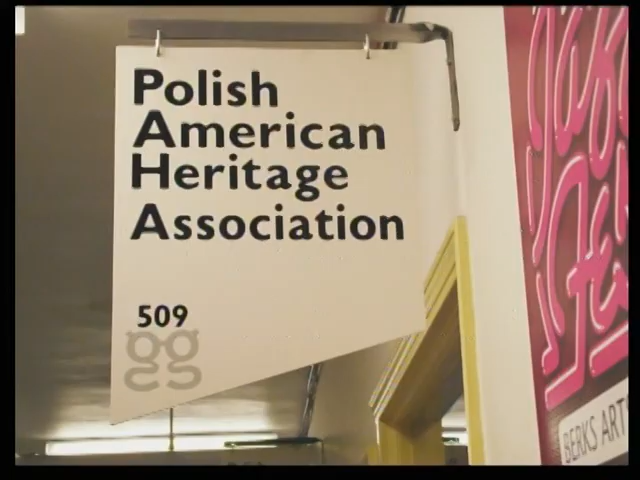 Polish
American
Heritage
Association
509
gg
BERKS ART